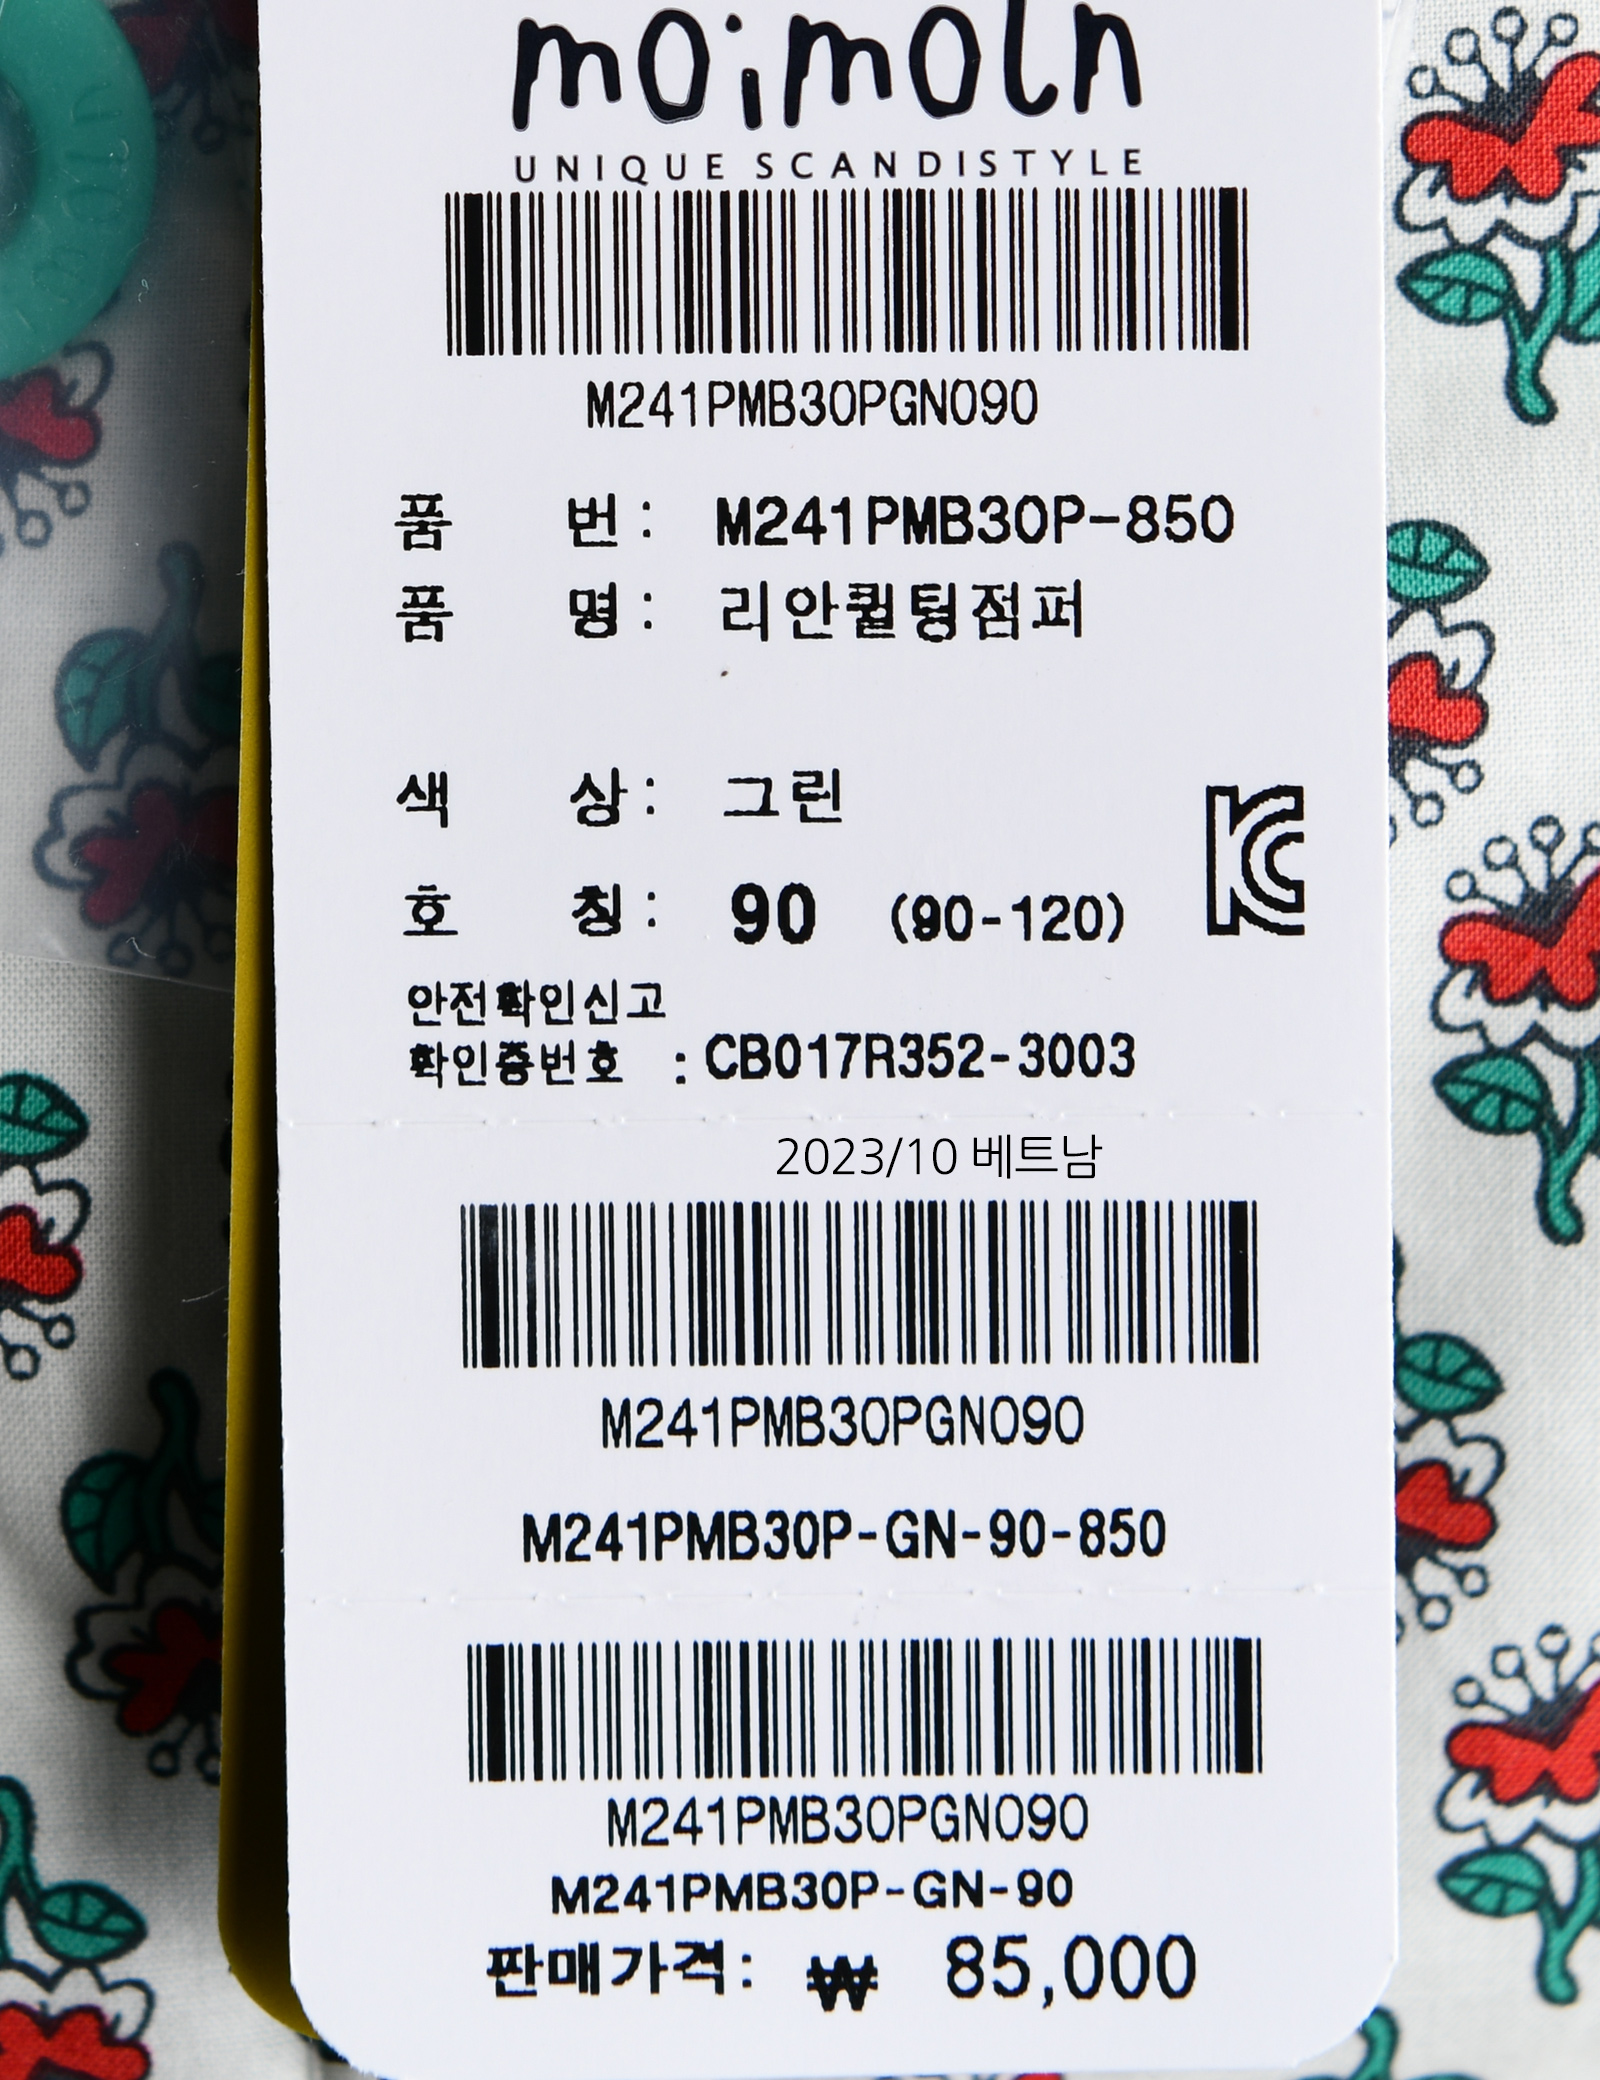 moimoln
UNIQUE SCANDISTYLE
M241PMB30PGN090
품 번 : M241PMB30P-850
품 명 : 리안퀼팅점퍼
색 상 : 그린
호 칭 : 90 (90-120)
안전확인신고
확인증번호 : CB017R352-3003
2023/10 베트남
M241PMB30PGN090
M241PMB30P-GN-90-850
M241PMB30PGN090
M241PMB30P-GN-90
판매가격: ₩ 85,000